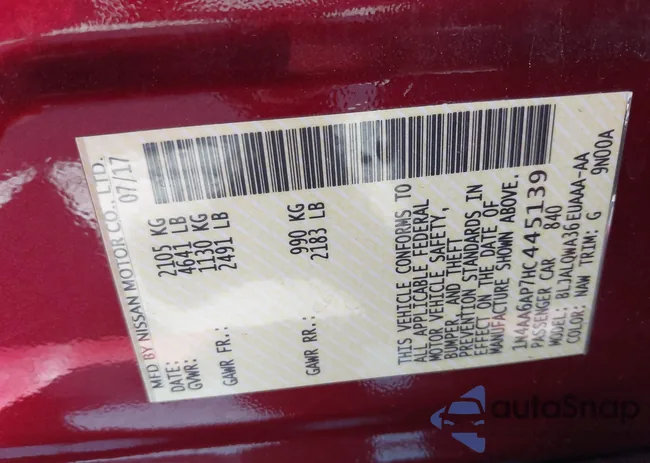 MFD BY NISSAN MOTOR CO., LTD.
DATE: 07/17
GVWR: 2105 KG
4641 LB
GAWR FR.: 1130 KG
2491 LB
GAWR RR.: 990 KG
2183 LB
THIS VEHICLE CONFORMS TO
ALL APPLICABLE FEDERAL
MOTOR VEHICLE SAFETY,
BUMPER, AND THEFT
PREVENTION STANDARDS IN
EFFECT ON THE DATE OF
MANUFACTURE SHOWN ABOVE.
1N4AA6AP7HC445139
PASSENGER CAR 840
MODEL: BLJALQWA36EUAAA-AA
COLOR: NAW TRIM: G 9N00A
autoSnap